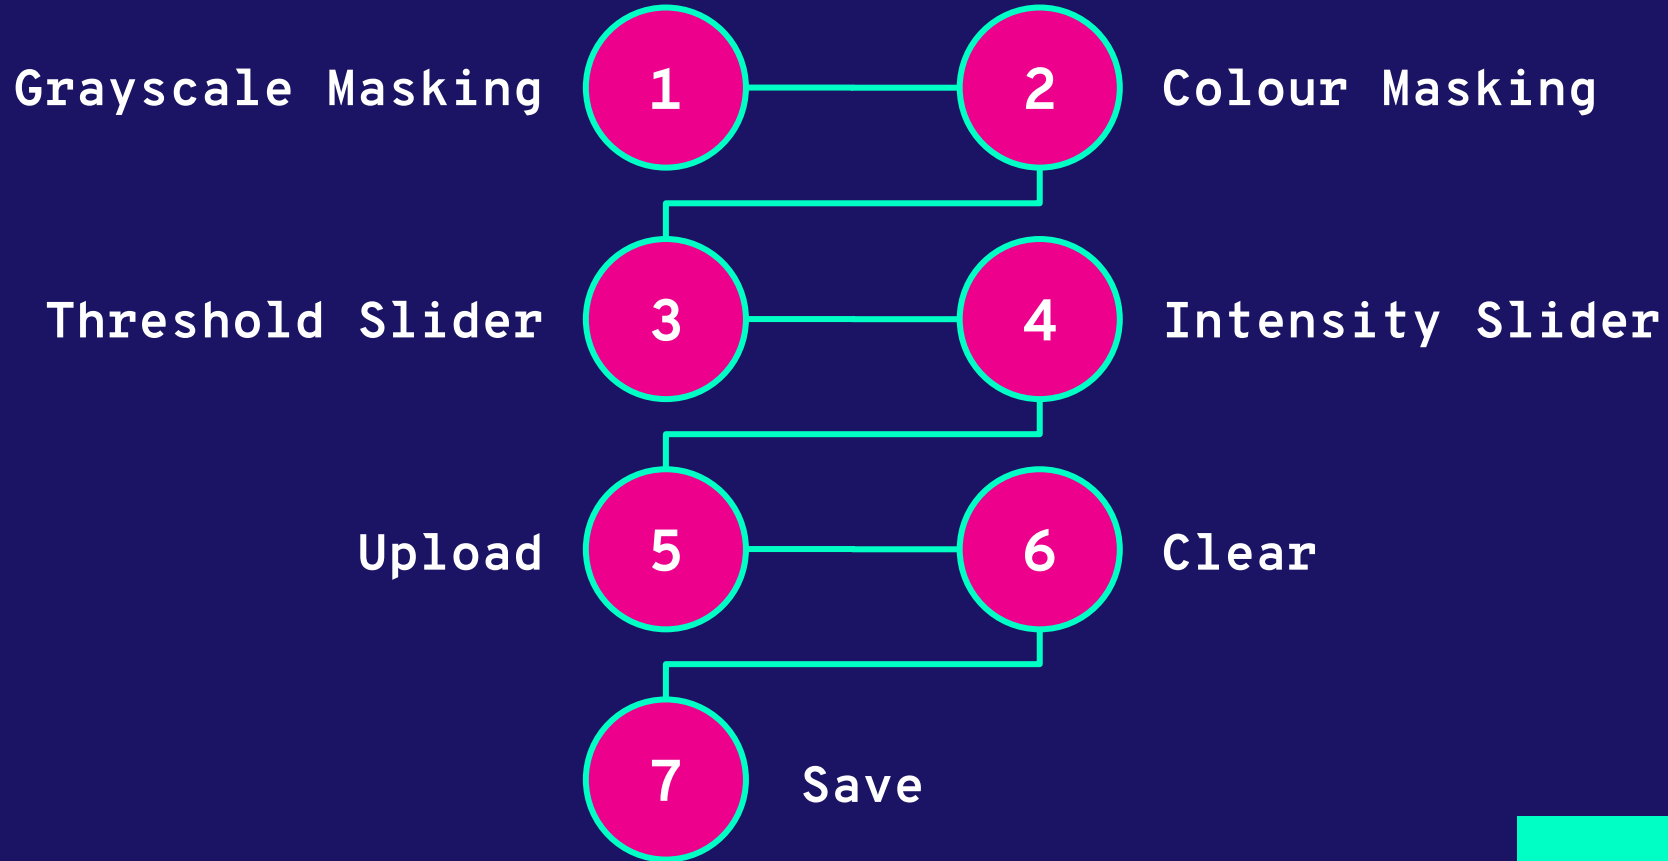 Grayscale Masking 1 2 Colour Masking
Threshold Slider 3 4 Intensity Slider
Upload 5 6 Clear
7 Save